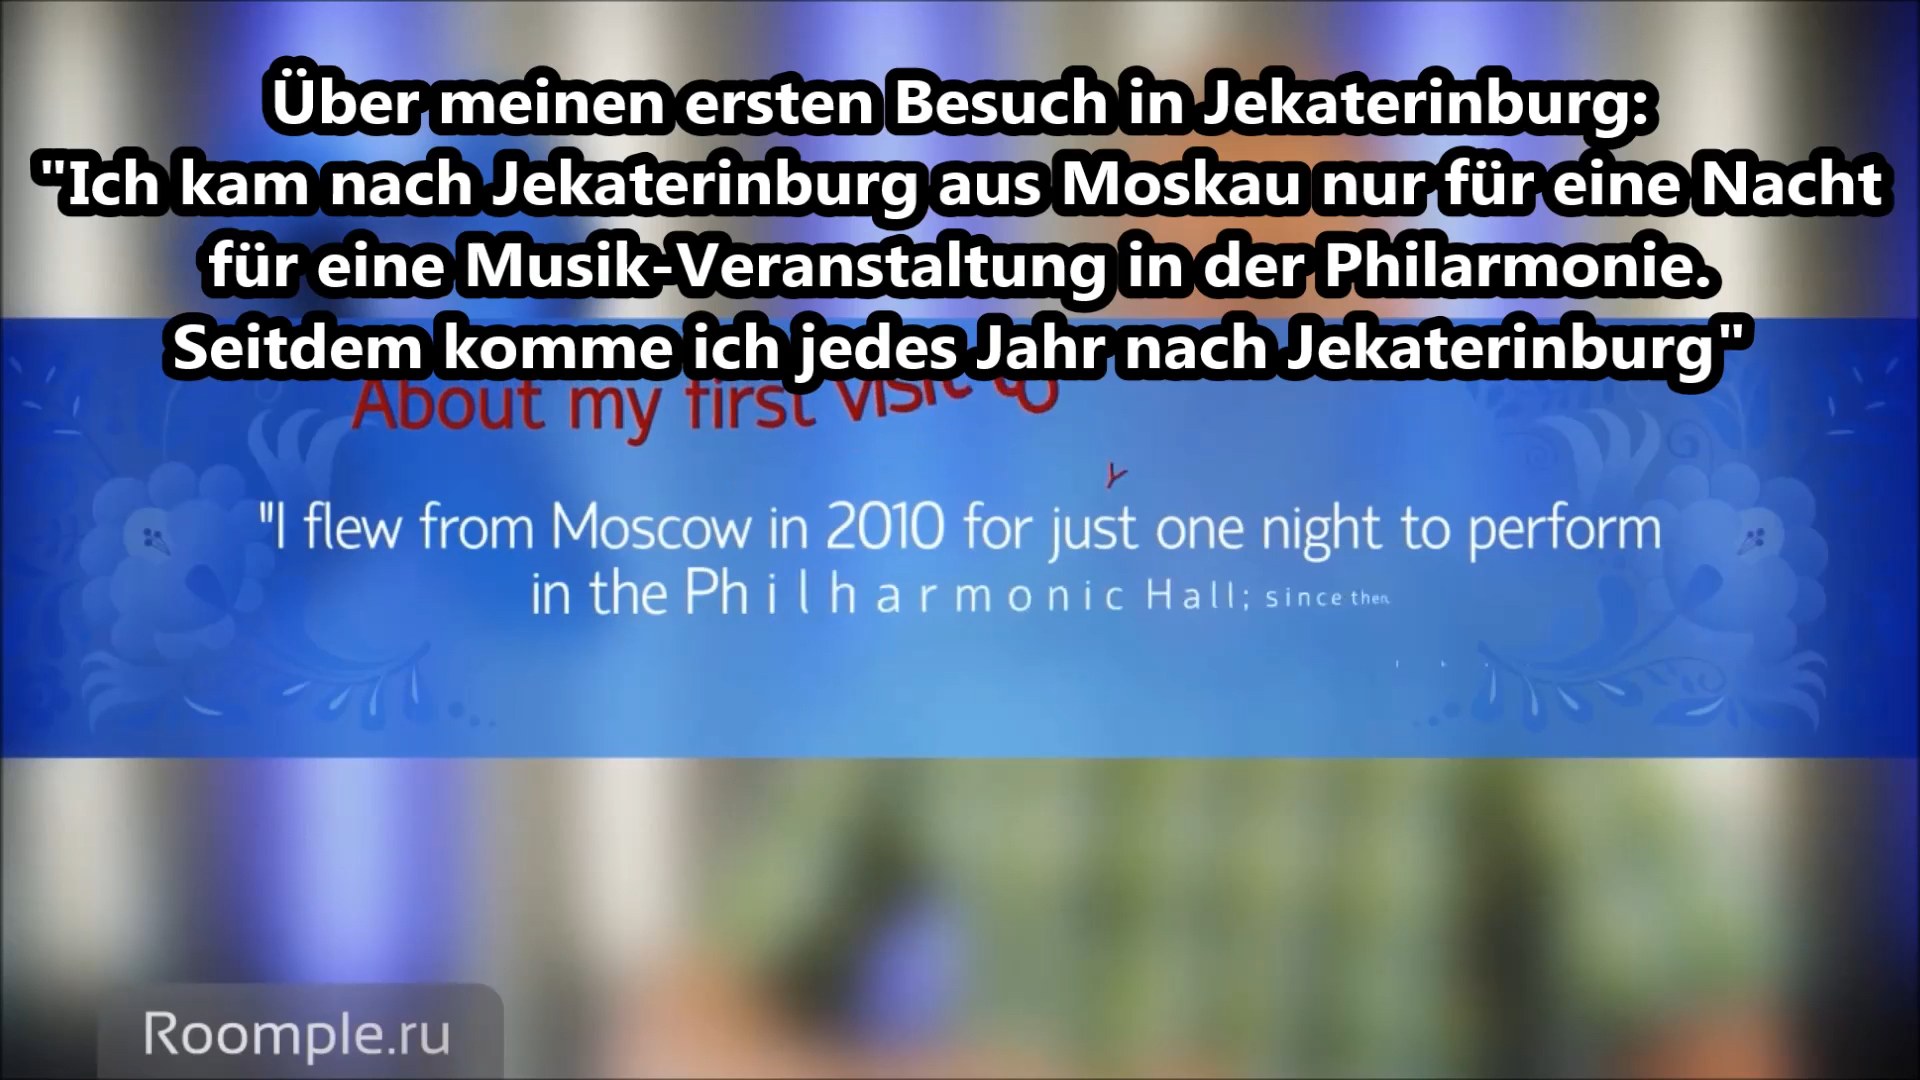 Über meinen ersten Besuch in Jekaterinburg:
"Ich kam nach Jekaterinburg aus Moskau nur für eine Nacht
für eine Musik-Veranstaltung in der Philarmonie.
Seitdem komme ich jedes Jahr nach Jekaterinburg"
About my first visit to
Y
"I flew from Moscow in 2010 for just one night to perform
in the Philharmonic Hall; since then
Roomple.ru